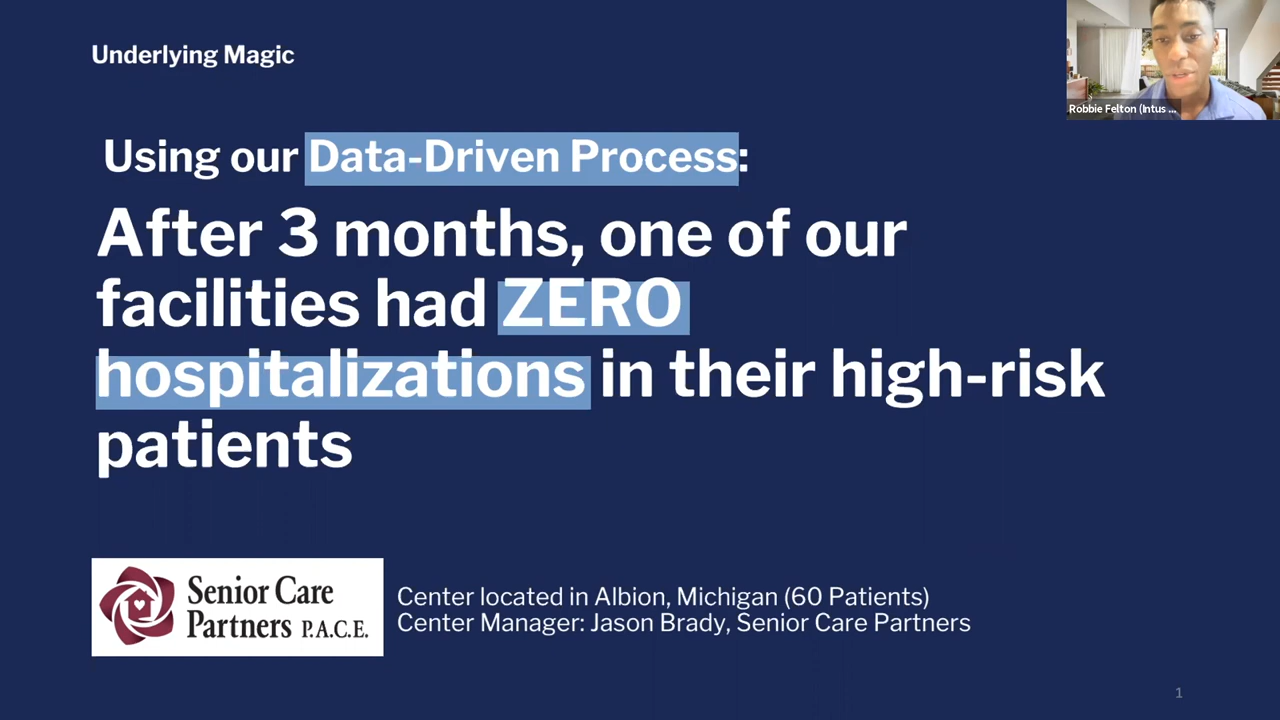 Underlying Magic
Robbie Felton (Intus ...
Using our Data-Driven Process:
After 3 months, one of our
facilities had ZERO
hospitalizations in their high-risk
patients
Senior Care
Partners P.A.C.E.
Center located in Albion, Michigan (60 Patients)
Center Manager: Jason Brady, Senior Care Partners
1